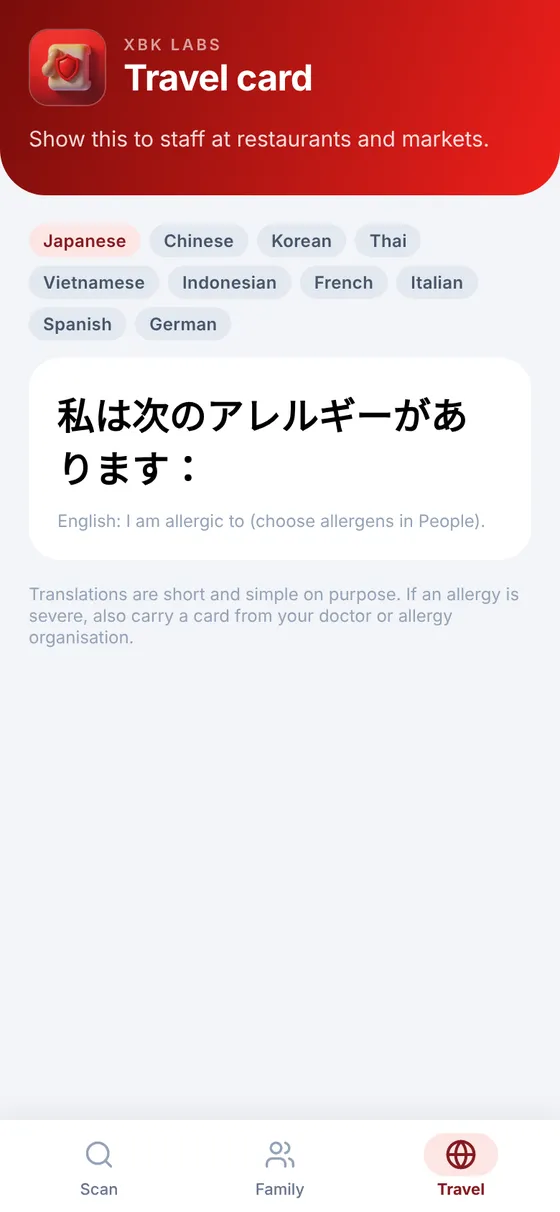 XBK LABS
Travel card
Show this to staff at restaurants and markets.
Japanese
Chinese
Korean
Thai
Vietnamese
Indonesian
French
Italian
Spanish
German
私は次のアレルギーがあ
ります：
English: I am allergic to (choose allergens in People).
Translations are short and simple on purpose. If an allergy is
severe, also carry a card from your doctor or allergy
organisation.
Scan
Family
Travel